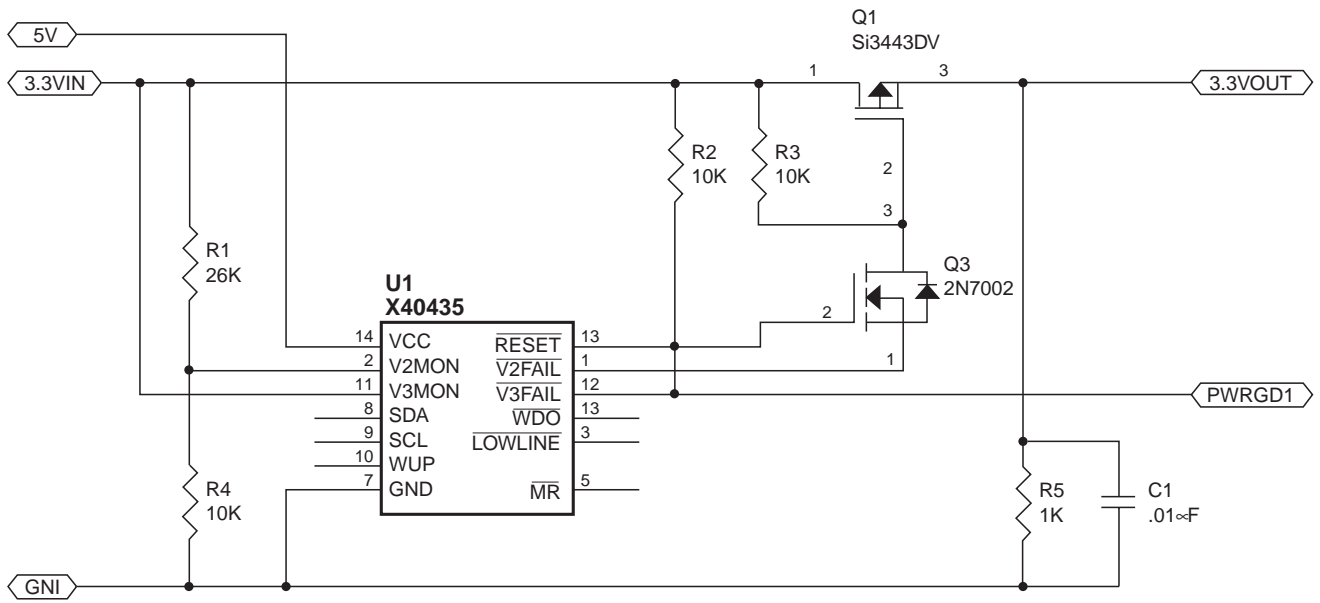 Q1
Si3443DV
5V
3.3VIN
1
3
3.3VOUT
R2
10K
R3
10K
2
3
R1
26K
Q3
2N7002
2
1
U1
X40435
14
VCC
RESET
13
2
V2MON
V2FAIL
1
11
V3MON
V3FAIL
12
PWRGD1
8
SDA
WDO
13
9
SCL
LOWLINE
3
10
WUP
7
GND
MR
5
R4
10K
R5
1K
C1
.01∝F
GNI